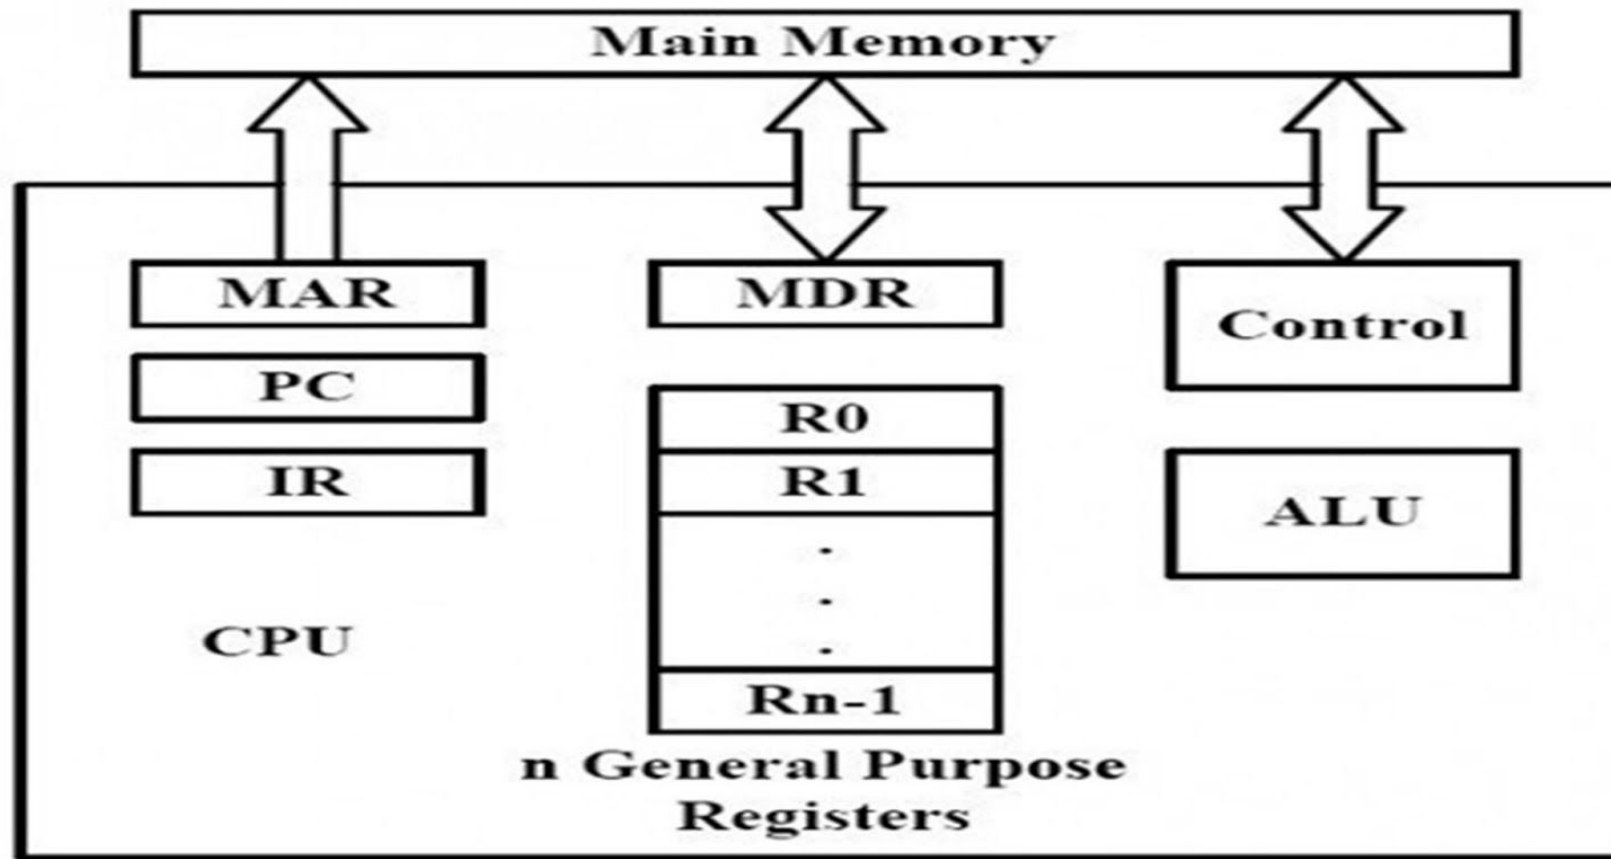 Main Memory
MAR
MDR
Control
PC
IR
R0
R1
.
.
.
Rn-1
ALU
CPU
n General Purpose
Registers